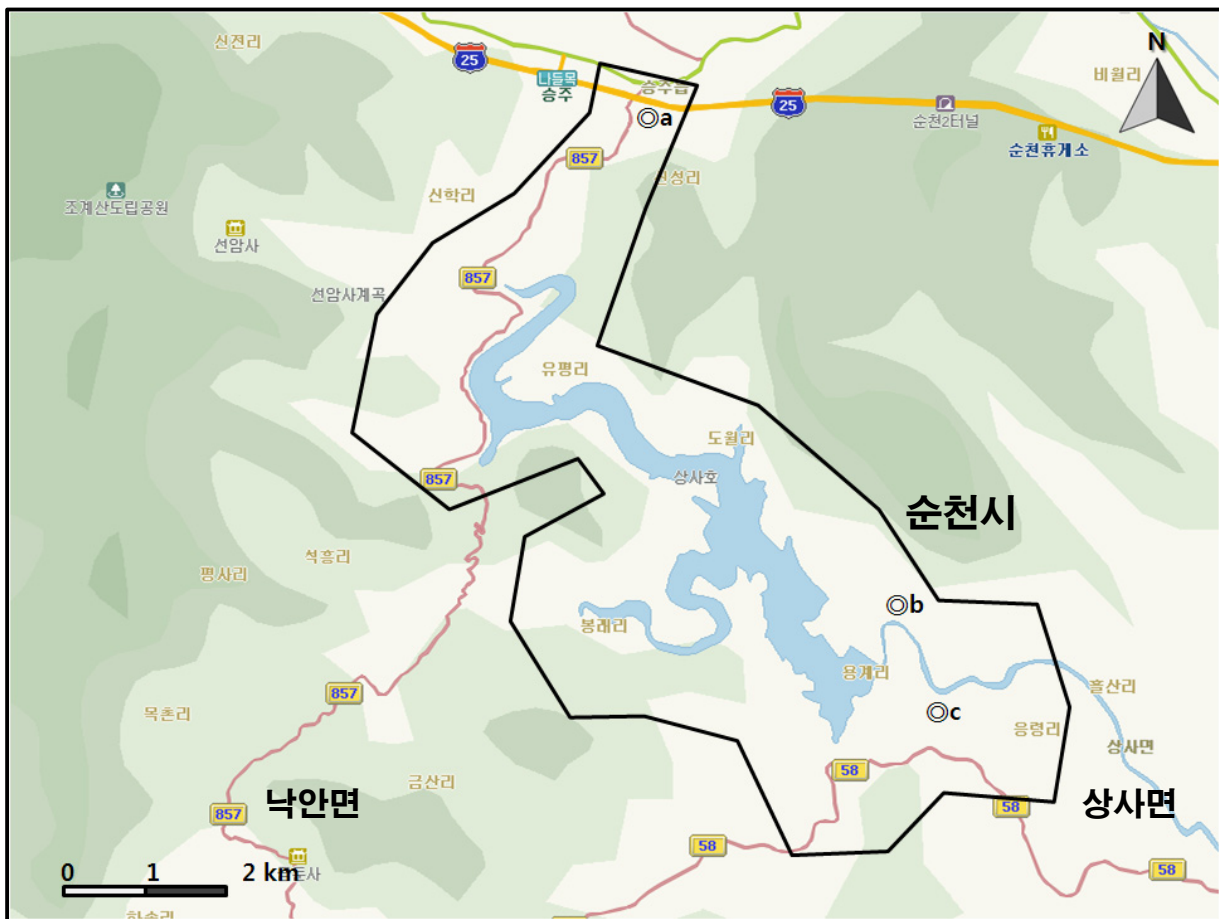 신전리
25
나들목
승주
승주읍
N
비월리
◎a
25
순천2터널
순천휴게소
857
조계산도립공원
신학리
선암사
857
선암사계곡
유평리
도월리
상사호
857
순천시
석흥리
평사리
◎b
봉래리
용계리
857
목촌리
흘산리
◎c
응령리
상사면
58
금산리
857
낙안면
58
상사면
58
58
0 1 2 km